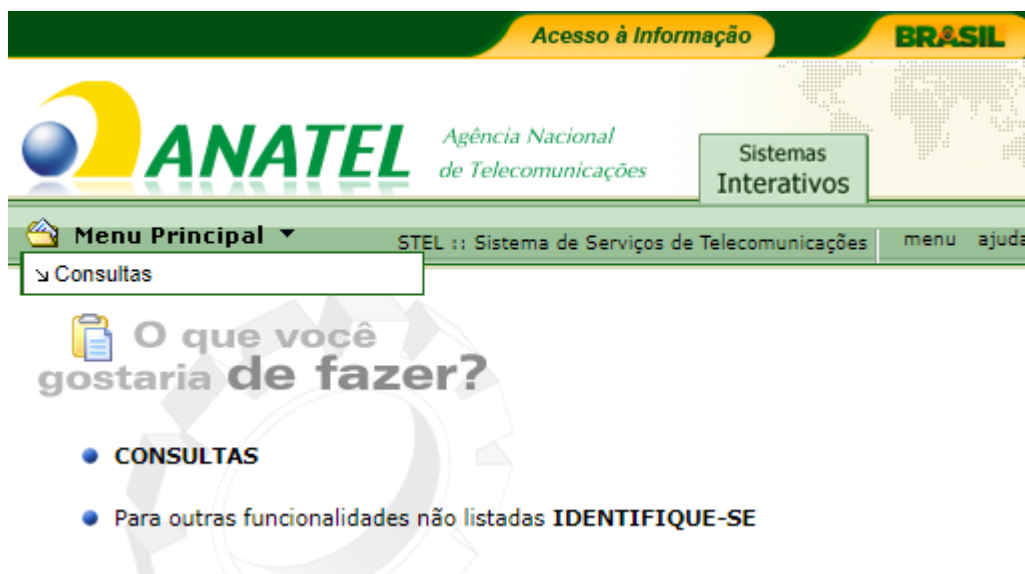 Acesso à Informação
BRASIL
ANATEL
Agência Nacional
de Telecomunicações
Sistemas
Interativos
Menu Principal
STEL :: Sistema de Serviços de Telecomunicações
menu
ajuda
Consultas
O que você
gostaria de fazer?
CONSULTAS
Para outras funcionalidades não listadas IDENTIFIQUE-SE